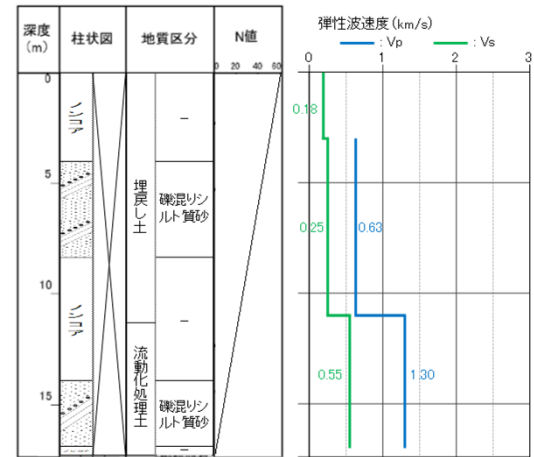 深度
(m)
柱状図
地質区分
N値
0 20 40 60
弾性波速度(km/s)
: Vp
: Vs
0 1 2 3
0
5
10
15
ノンコア
ノンコア
埋戻し土
流動化処理土
－
礫混りシ
ルト質砂
－
礫混りシ
ルト質砂
0.18
0.25
0.63
0.55
1.30